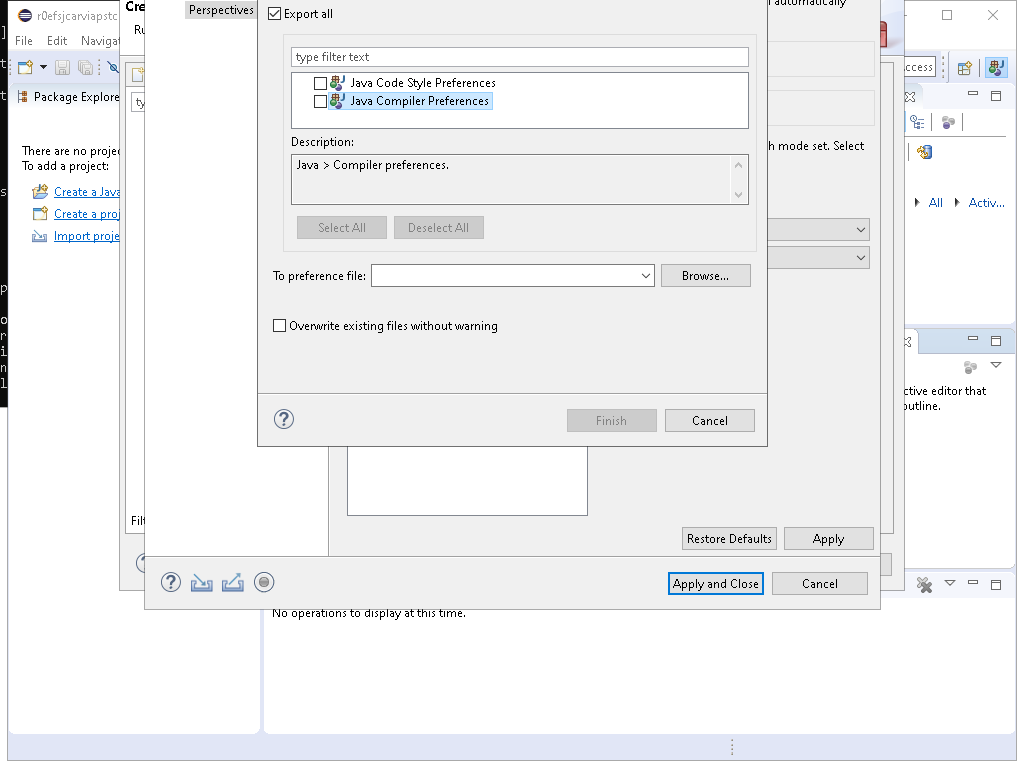 r0efsjcarviapstc
File Edit Naviga
Package Explore
There are no projec
To add a project:
Create a Java
Create a proj
Import proje
Cre
Ru
ty
Filt
Perspectives
Export all
type filter text
Java Code Style Preferences
Java Compiler Preferences
Description:
Java > Compiler preferences.
Select All
Deselect All
To preference file:
Browse...
Overwrite existing files without warning
Finish
Cancel
automatically
h mode set. Select
Restore Defaults
Apply
Apply and Close
Cancel
ccess
All
Activ...
ctive editor that
outline.
No operations to display at this time.